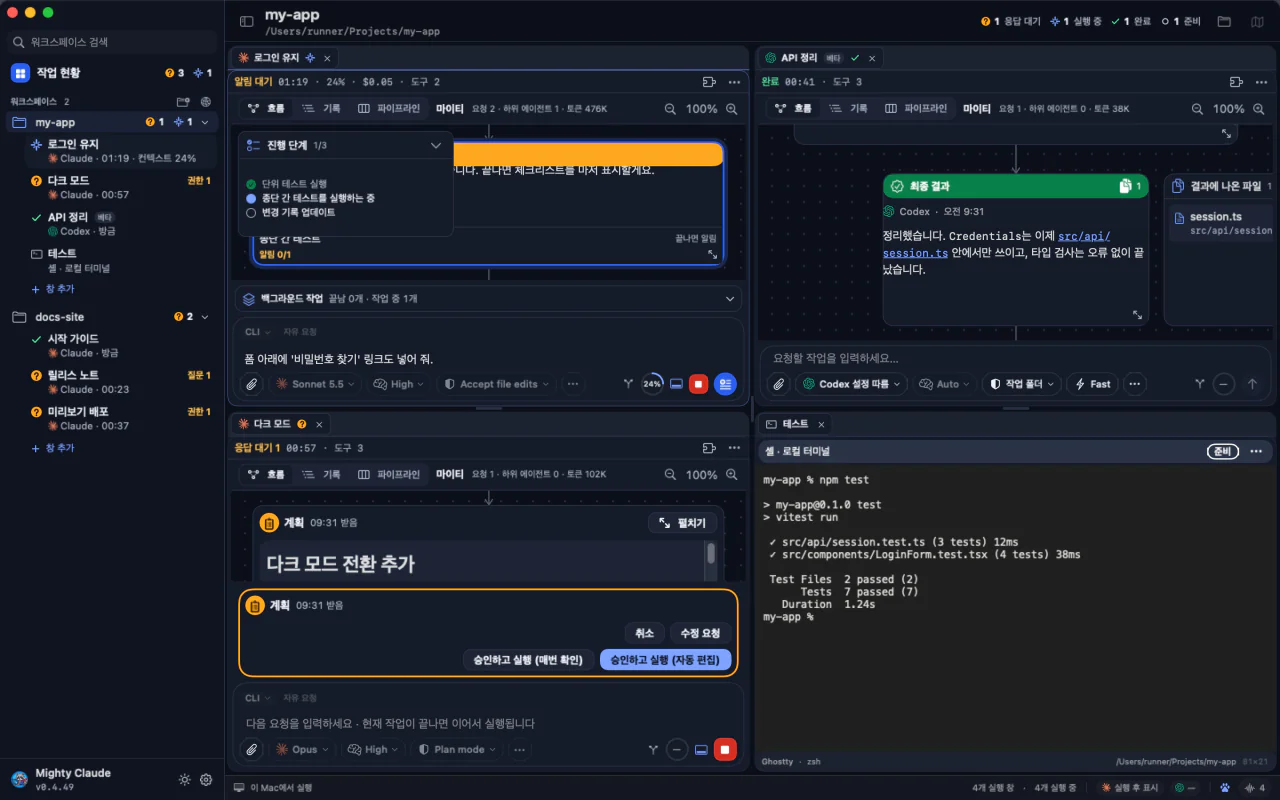 my-app
/Users/runner/Projects/my-app
1 응답 대기 1 실행 중 1 완료 1 준비
워크스페이스 검색
작업 현황 3 1
워크스페이스 2
my-app 1 1
로그인 유지
Claude · 01:19 · 컨텍스트 24%
다크 모드 권한 1
Claude · 00:57
API 정리 베타
Codex · 방금
테스트
셸 · 로컬 터미널
+ 창 추가
docs-site 2
시작 가이드
Claude · 방금
릴리스 노트 질문 1
Claude · 00:23
미리보기 배포 권한 1
Claude · 00:37
+ 창 추가
Mighty Claude
v0.4.49
로그인 유지
알림 대기 01:19 · 24% · $0.05 · 도구 2
흐름 기록 파이프라인 마이티 요청 2 · 하위 에이전트 1 · 토큰 476K 100%
진행 단계 1/3
단위 테스트 실행
종단 간 테스트를 실행하는 중
변경 기록 업데이트
니다. 끝나면 체크리스트를 마저 표시할게요.
종단 간 테스트 끝나면 알림
알림 0/1
백그라운드 작업 끝남 0개 · 작업 중 1개
CLI 자유 요청
폼 아래에 '비밀번호 찾기' 링크도 넣어 줘.
Sonnet 5.5 High Accept file edits 24%
API 정리 베타
완료 00:41 · 도구 3
흐름 기록 파이프라인 마이티 요청 1 · 하위 에이전트 0 · 토큰 38K 100%
최종 결과 1
Codex · 오전 9:31
정리했습니다. Credentials는 이제 src/api/
session.ts 안에서만 쓰이고, 타입 검사는 오류 없이 끝
났습니다.
결과에 나온 파일 1
session.ts
src/api/session
요청할 작업을 입력하세요...
Codex 설정 따름 Auto 작업 폴더 Fast
다크 모드
응답 대기 1 00:57 · 도구 3
흐름 기록 파이프라인 마이티 요청 1 · 하위 에이전트 0 · 토큰 102K 100%
계획 09:31 받음 펼치기
다크 모드 전환 추가
계획 09:31 받음
취소 수정 요청
승인하고 실행 (매번 확인) 승인하고 실행 (자동 편집)
CLI 자유 요청
다음 요청을 입력하세요 · 현재 작업이 끝나면 이어서 실행됩니다
Opus High Plan mode
테스트
셸 · 로컬 터미널 준비
my-app % npm test
> my-app@0.1.0 test
> vitest run
✓ src/api/session.test.ts (3 tests) 12ms
✓ src/components/LoginForm.test.tsx (4 tests) 38ms
Test Files 2 passed (2)
Tests 7 passed (7)
Duration 1.24s
my-app %
Ghostty · zsh /Users/runner/Projects/my-app 81×21
이 Mac에서 실행
4개 실행 창 · 4개 실행 중 실행 후 표시 — 4